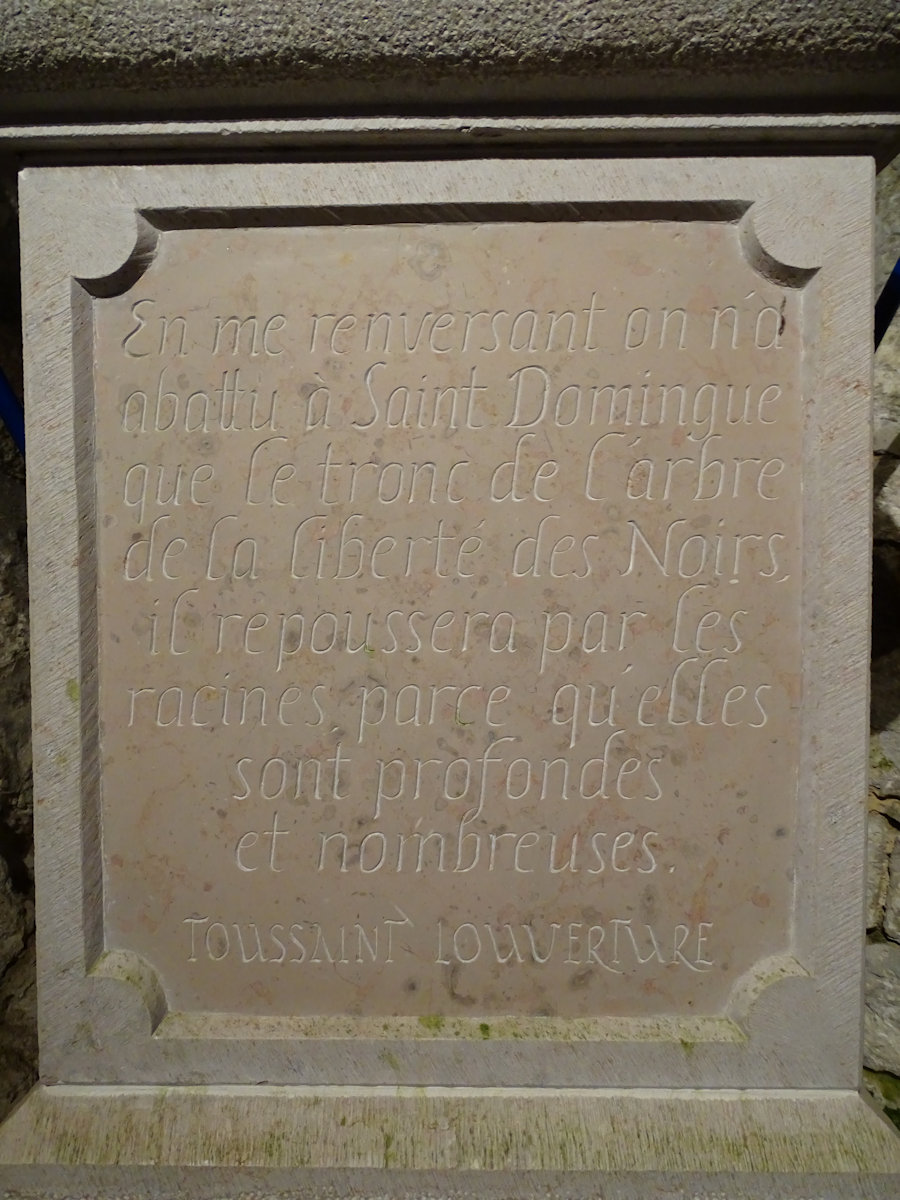 En me renversant on n'a
abattu à Saint Domingue
que le tronc de l'arbre
de la liberté des Noirs,
il repoussera par les
racines parce qu'elles
sont profondes
et nombreuses.
TOUSSAINT LOUVERTURE